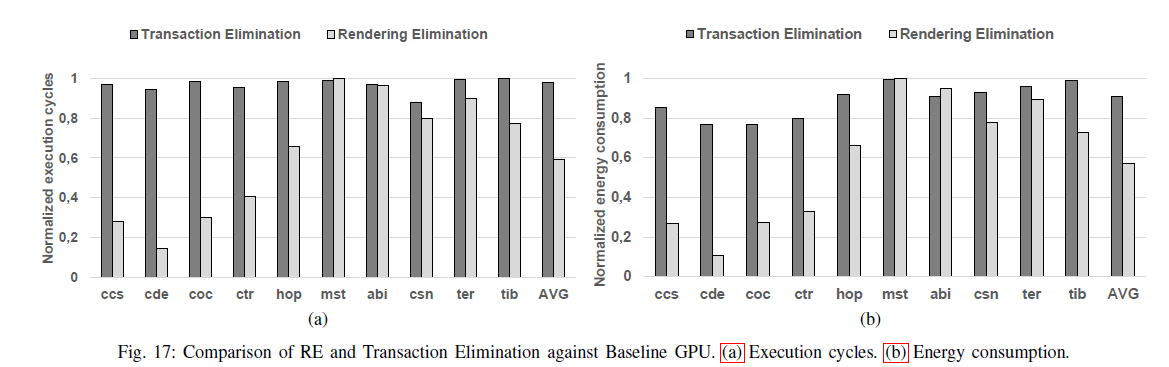 Transaction Elimination Rendering Elimination
Normalized execution cycles
1
0,8
0,6
0,4
0,2
0
ccs cde coc ctr hop mst abi csn ter tib AVG
(a)
Transaction Elimination Rendering Elimination
Normalized energy consumption
1
0,8
0,6
0,4
0,2
0
ccs cde coc ctr hop mst abi csn ter tib AVG
(b)
Fig. 17: Comparison of RE and Transaction Elimination against Baseline GPU. (a) Execution cycles. (b) Energy consumption.